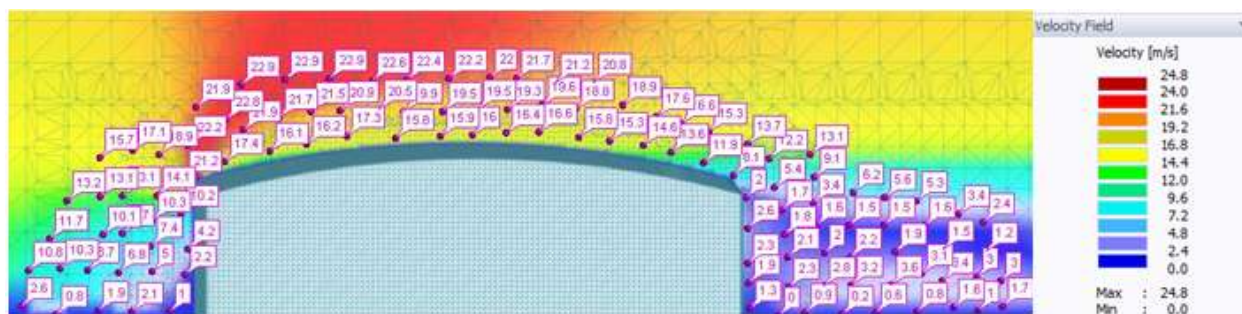 Velocity Field
Velocity [m/s]
24.8
24.0
21.6
19.2
16.8
14.4
12.0
9.6
7.2
4.8
2.4
0.0
Max : 24.8
Min : 0.0
22.9 22.9 22.9 22.6 22.4 22.2 22 21.7 21.2 20.8
21.9 22.8 21.9 21.7 21.5 20.9 20.5 19.5 19.5 19.3 19.6 18.8 18.9 17.6 15.3
15.7 17.1 22.2 17.4 16.1 16.2 17.3 15.8 15.9 16 16.4 16.6 15.8 15.3 14.6 13.6 11.9 13.7 12.2 13.1
13.2 13.1 14.1 21.2 8.1 5.4 9.1
11.7 10.1 10.3 10.2 2 1.7 3.4 6.2 5.6 5.3
7.4 4.2 2.6 1.8 1.6 1.5 1.5 1.6 3.4 2.4
10.8 10.3 6.8 5 2.2 2.3 2.1 2 2.2 1.9 1.5 1.2
1.9 2.3 2.8 3.2 3.6 3.1 3.4 3 3
2.6 0.8 1.9 2.1 1 1.3 0 0.9 0.2 0.6 0.8 1.6 1 1.7